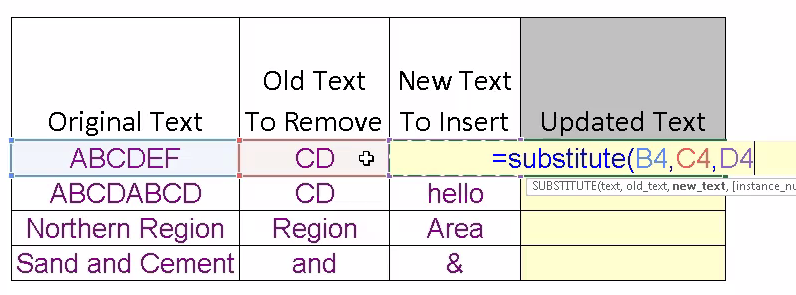 Original Text Old Text To Remove New Text To Insert Updated Text
ABCDEF CD =substitute(B4,C4,D4
SUBSTITUTE(text, old_text, new_text, [instance_nu
ABCDABCD CD hello
Northern Region Region Area
Sand and Cement and &